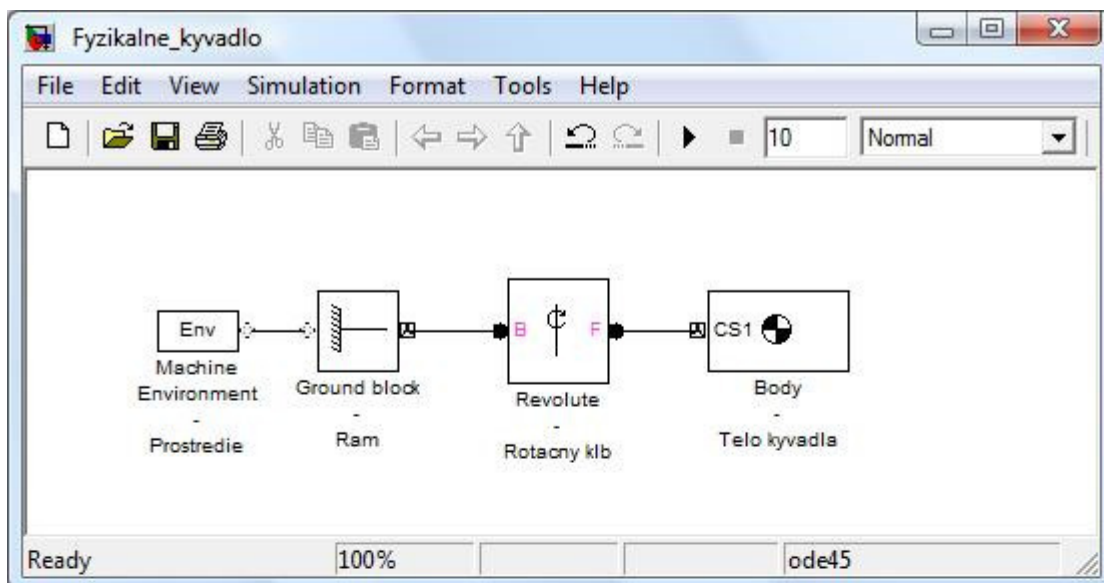 Fyzikalne_kyvadlo
File Edit View Simulation Format Tools Help
10 Normal
Env
Machine
Environment
-
Prostredie
Ground block
-
Ram
B F
Revolute
-
Rotacny klb
CS1
Body
-
Telo kyvadla
Ready 100% ode45